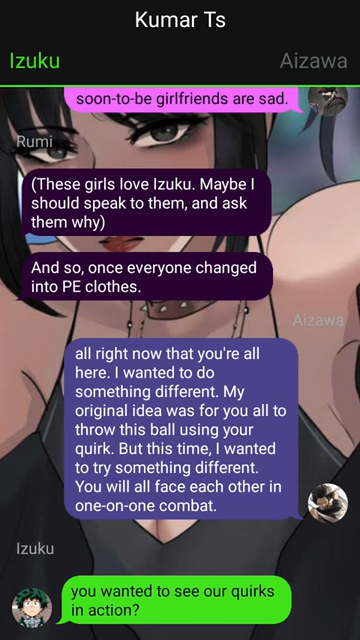 Kumar Ts
Izuku
Aizawa
soon-to-be girlfriends are sad.
Rumi
(These girls love Izuku. Maybe I
should speak to them, and ask
them why)
And so, once everyone changed
into PE clothes.
Aizawa
all right now that you're all
here. I wanted to do
something different. My
original idea was for you all to
throw this ball using your
quirk. But this time, I wanted
to try something different.
You will all face each other in
one-on-one combat.
Izuku
you wanted to see our quirks
in action?